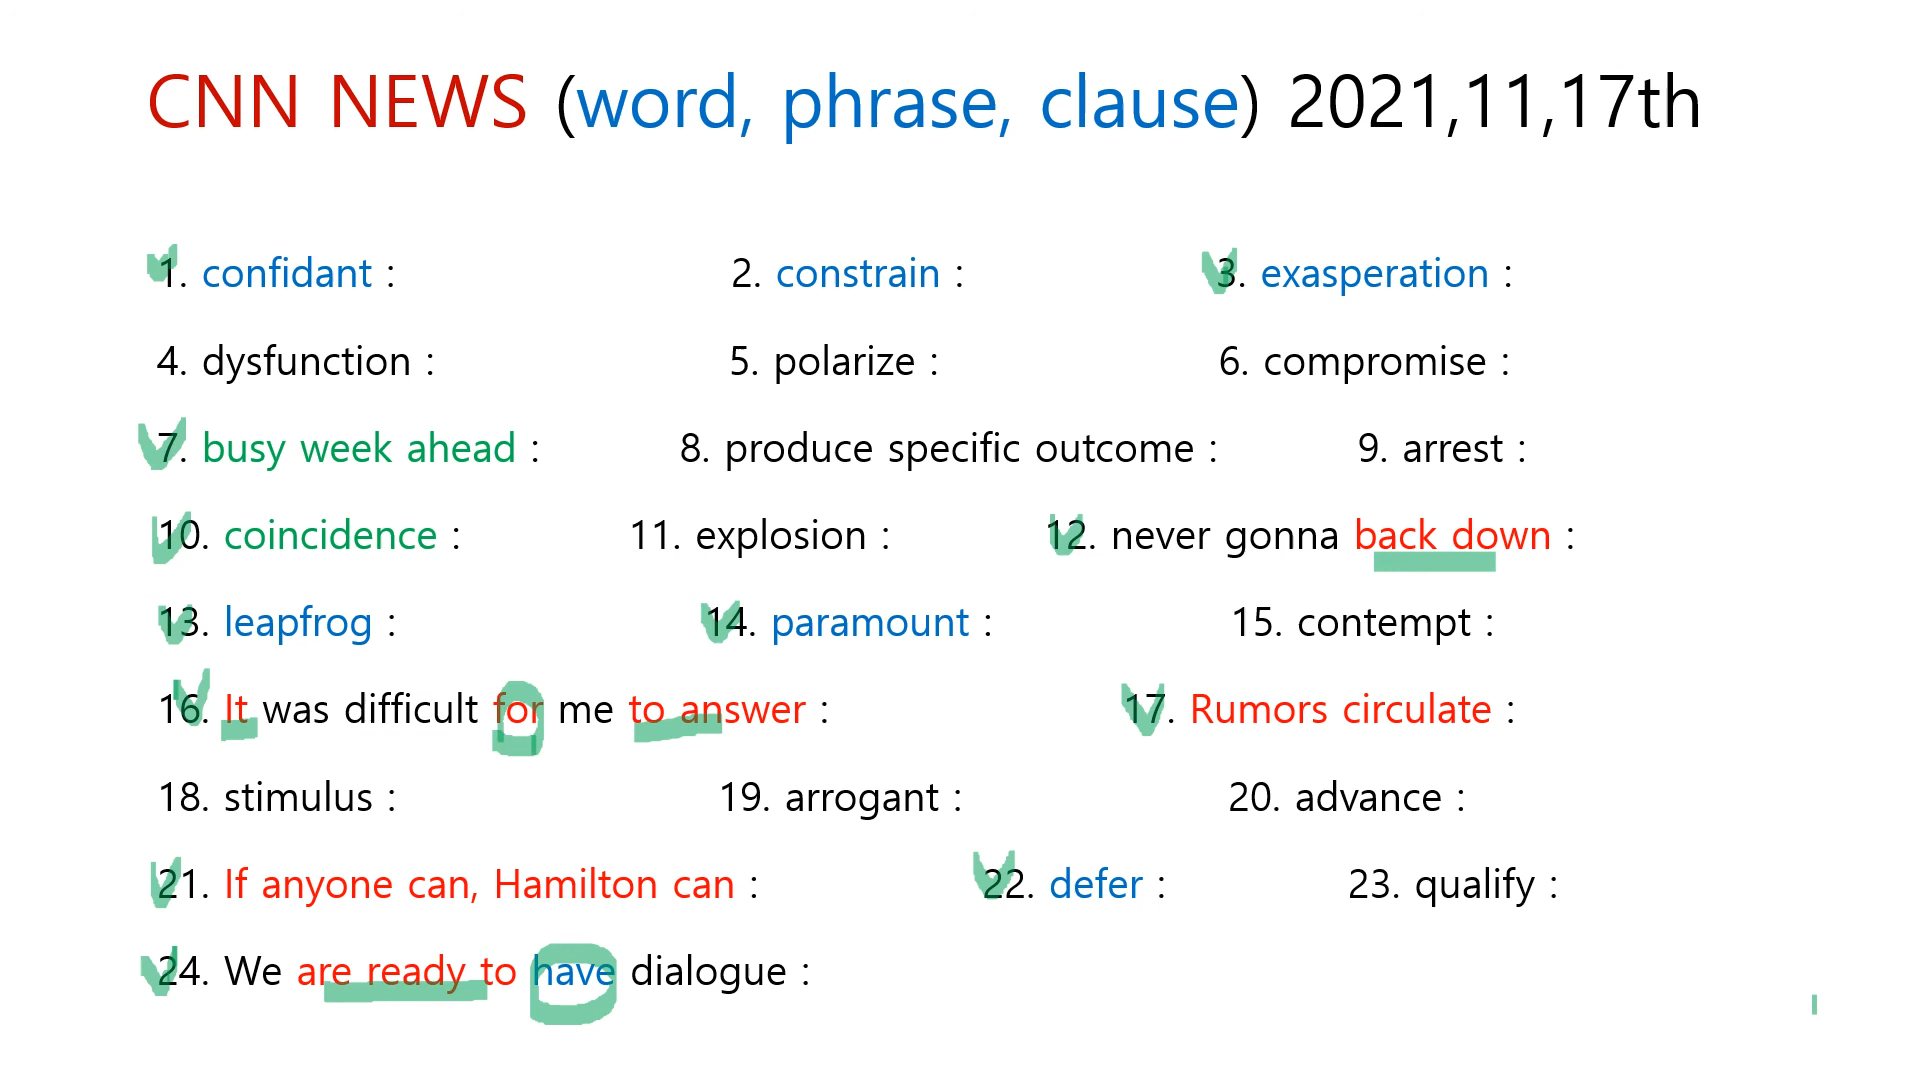 CNN NEWS (word, phrase, clause) 2021,11,17th
1. confidant : 2. constrain : 3. exasperation :
4. dysfunction : 5. polarize : 6. compromise :
7. busy week ahead : 8. produce specific outcome : 9. arrest :
10. coincidence : 11. explosion : 12. never gonna back down :
13. leapfrog : 14. paramount : 15. contempt :
16. It was difficult for me to answer : 17. Rumors circulate :
18. stimulus : 19. arrogant : 20. advance :
21. If anyone can, Hamilton can : 22. defer : 23. qualify :
24. We are ready to have dialogue :